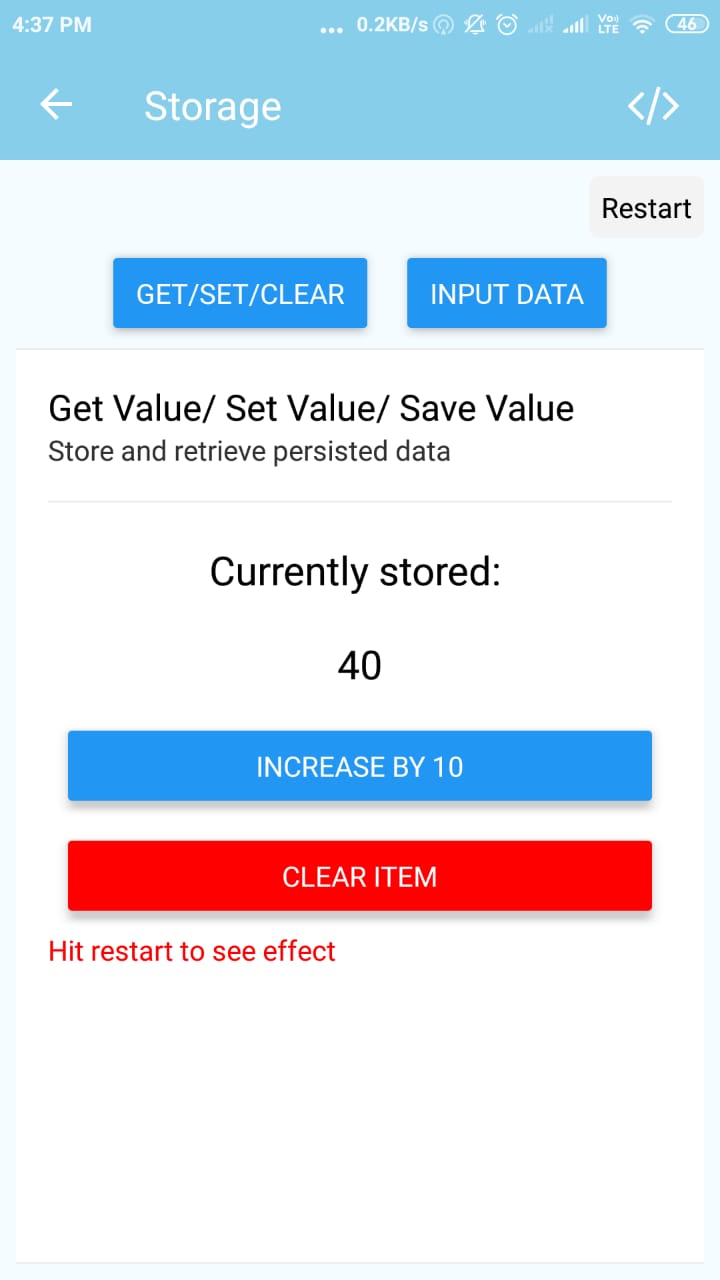 4:37 PM ... 0.2KB/s Vo)) LTE 46
Storage </>
Restart
GET/SET/CLEAR INPUT DATA
Get Value/ Set Value/ Save Value
Store and retrieve persisted data
Currently stored:
40
INCREASE BY 10
CLEAR ITEM
Hit restart to see effect